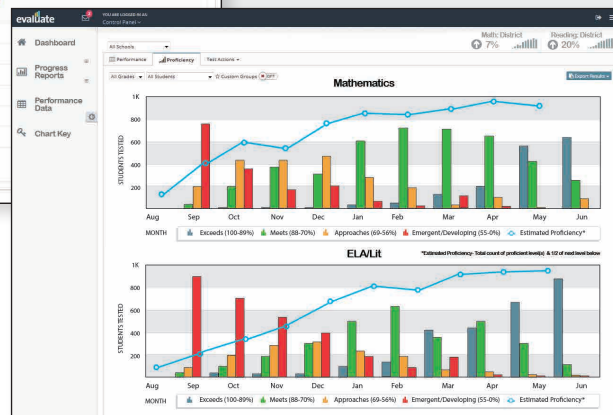 evaluate
YOU ARE LOGGED IN AS
Control Panel
Dashboard
Progress Reports
Performance Data
Chart Key
All Schools
Math: District
7%
Reading: District
20%
Performance
Proficiency
Test Actions
All Grades
All Students
Custom Groups
OFF
Export Results
Mathematics
1K
800
600
400
200
STUDENTS TESTED
Aug Sep Oct Nov Dec Jan Feb Mar Apr May Jun
MONTH Exceeds (100-89%) Meets (88-70%) Approaches (69-56%) Emergent/Developing (55-0%) Estimated Proficiency*
ELA/Lit
*Estimated Proficiency- Total count of proficient level(s) & 1/2 of next level below
1K
800
600
400
200
STUDENTS TESTED
Aug Sep Oct Nov Dec Jan Feb Mar Apr May Jun
MONTH Exceeds (100-89%) Meets (88-70%) Approaches (69-56%) Emergent/Developing (55-0%) Estimated Proficiency*